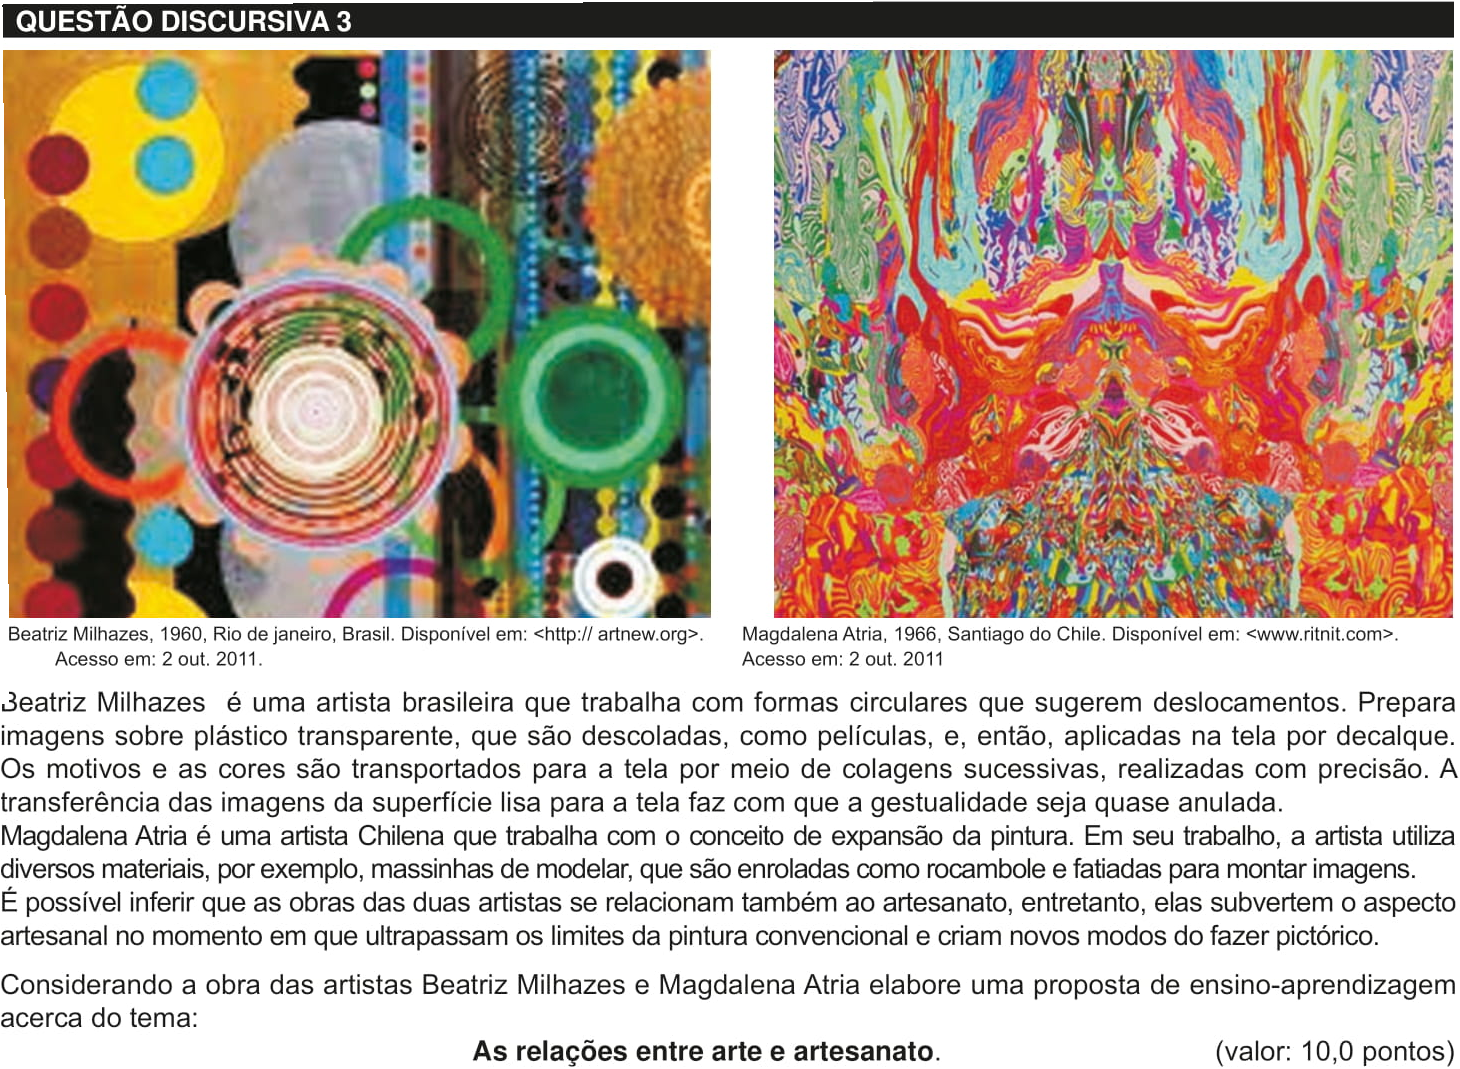 QUESTÃO DISCURSIVA 3
Beatriz Milhazes, 1960, Rio de janeiro, Brasil. Disponível em: <http:// artnew.org>.
Acesso em: 2 out. 2011.
Magdalena Atria, 1966, Santiago do Chile. Disponível em: <www.ritnit.com>.
Acesso em: 2 out. 2011
Beatriz Milhazes é uma artista brasileira que trabalha com formas circulares que sugerem deslocamentos. Prepara
imagens sobre plástico transparente, que são descoladas, como películas, e, então, aplicadas na tela por decalque.
Os motivos e as cores são transportados para a tela por meio de colagens sucessivas, realizadas com precisão. A
transferência das imagens da superfície lisa para a tela faz com que a gestualidade seja quase anulada.
Magdalena Atria é uma artista Chilena que trabalha com o conceito de expansão da pintura. Em seu trabalho, a artista utiliza
diversos materiais, por exemplo, massinhas de modelar, que são enroladas como rocambole e fatiadas para montar imagens.
É possível inferir que as obras das duas artistas se relacionam também ao artesanato, entretanto, elas subvertem o aspecto
artesanal no momento em que ultrapassam os limites da pintura convencional e criam novos modos do fazer pictórico.
Considerando a obra das artistas Beatriz Milhazes e Magdalena Atria elabore uma proposta de ensino-aprendizagem
acerca do tema:
As relações entre arte e artesanato. (valor: 10,0 pontos)